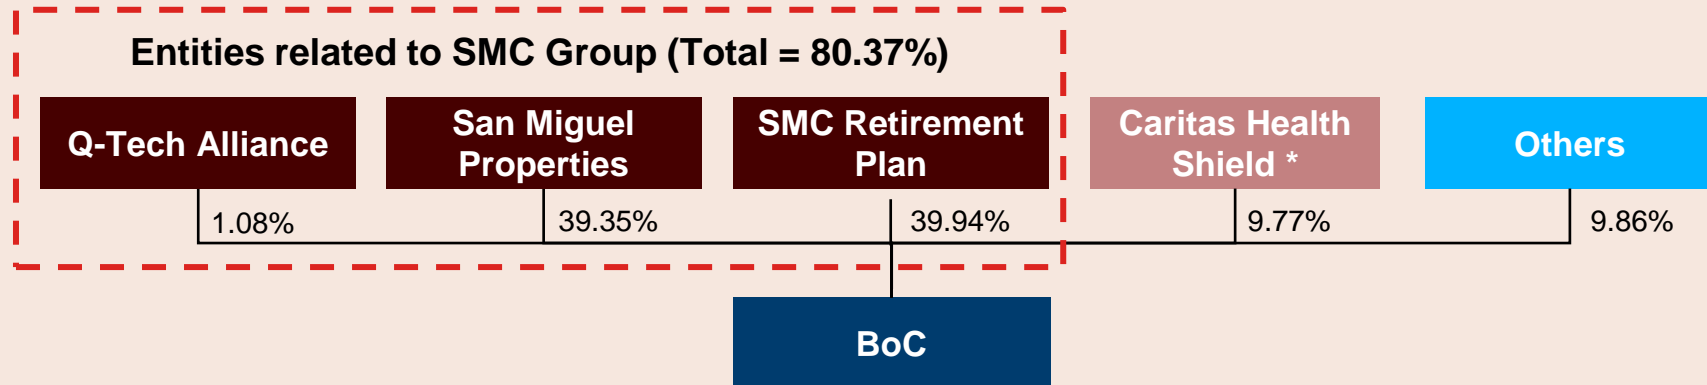 Entities related to SMC Group (Total = 80.37%)
Q-Tech Alliance
San Miguel
Properties
SMC Retirement
Plan
Caritas Health
Shield *
Others
1.08%
39.35%
39.94%
9.77%
9.86%
BoC